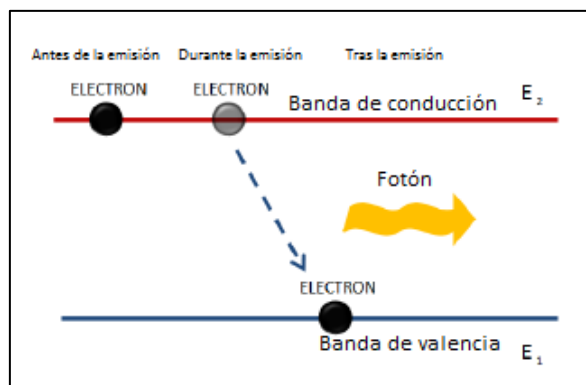 Antes de la emisión Durante la emisión Tras la emisión
ELECTRON ELECTRON
Banda de conducción E₂
Fotón
ELECTRON
Banda de valencia E₁